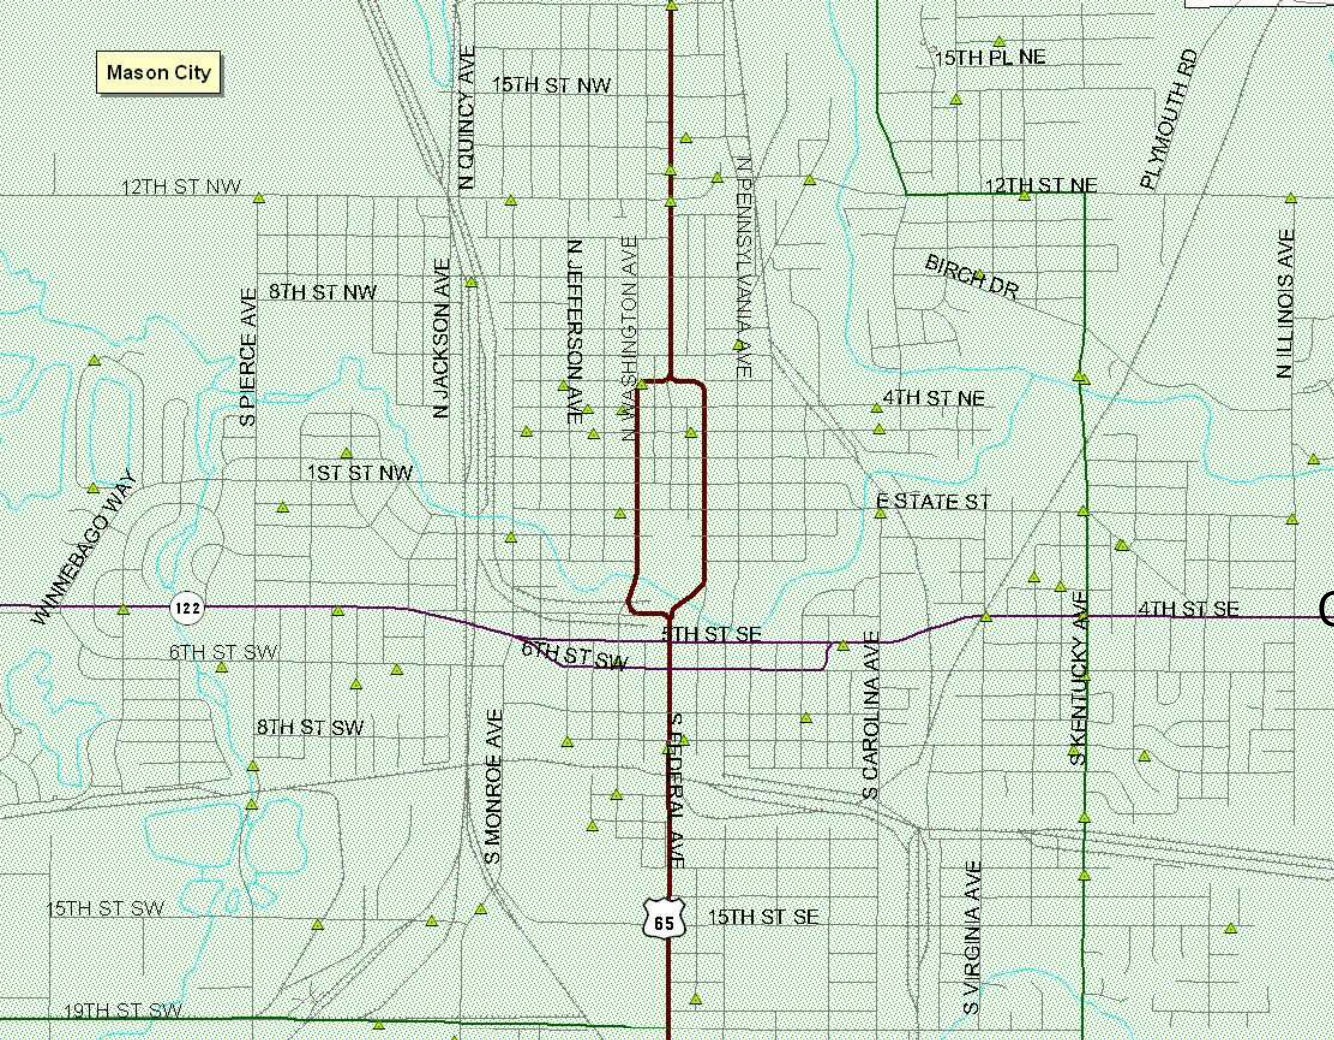 Mason City
N QUINCY AVE
15TH ST NW
15TH PL NE
PLYMOUTH RD
12TH ST NW
N PENNSYLVANIA AVE
12TH ST NE
N JEFFERSON AVE
N WASHINGTON AVE
BIRCH DR
N ILLINOIS AVE
8TH ST NW
N JACKSON AVE
S PIERCE AVE
4TH ST NE
1ST ST NW
WINNEBAGO WAY
E STATE ST
122
4TH ST SE
5TH ST SE
6TH ST SW
6TH ST SW
S CAROLINA AVE
S KENTUCKY AVE
8TH ST SW
S MONROE AVE
S FEDERAL AVE
15TH ST SW
65
15TH ST SE
S VIRGINIA AVE
19TH ST SW